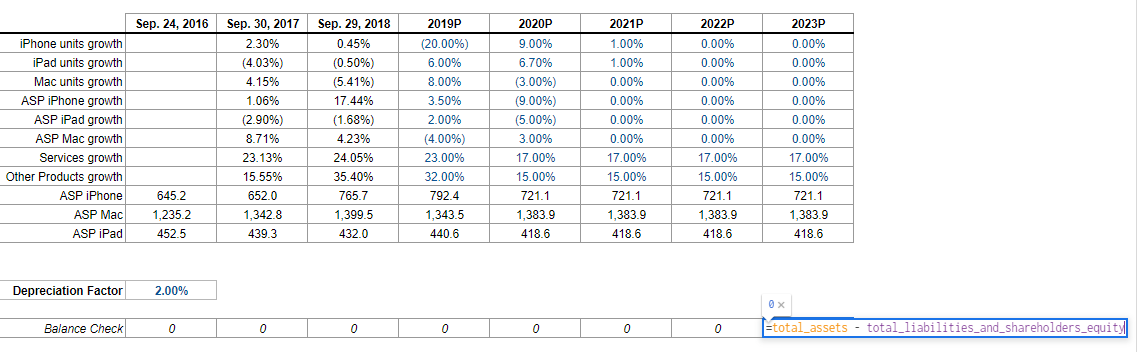 Sep. 24, 2016 Sep. 30, 2017 Sep. 29, 2018 2019P 2020P 2021P 2022P 2023P
iPhone units growth 2.30% 0.45% (20.00%) 9.00% 1.00% 0.00% 0.00%
iPad units growth (4.03%) (0.50%) 6.00% 6.70% 1.00% 0.00% 0.00%
Mac units growth 4.15% (5.41%) 8.00% (3.00%) 0.00% 0.00% 0.00%
ASP iPhone growth 1.06% 17.44% 3.50% (9.00%) 0.00% 0.00% 0.00%
ASP iPad growth (2.90%) (1.68%) 2.00% (5.00%) 0.00% 0.00% 0.00%
ASP Mac growth 8.71% 4.23% (4.00%) 3.00% 0.00% 0.00% 0.00%
Services growth 23.13% 24.05% 23.00% 17.00% 17.00% 17.00% 17.00%
Other Products growth 15.55% 35.40% 32.00% 15.00% 15.00% 15.00% 15.00%
ASP iPhone 645.2 652.0 765.7 792.4 721.1 721.1 721.1 721.1
ASP Mac 1,235.2 1,342.8 1,399.5 1,343.5 1,383.9 1,383.9 1,383.9 1,383.9
ASP iPad 452.5 439.3 432.0 440.6 418.6 418.6 418.6 418.6
Depreciation Factor 2.00%
0 ×
Balance Check 0 0 0 0 0 0 0 =total_assets - total_liabilities_and_shareholders_equity